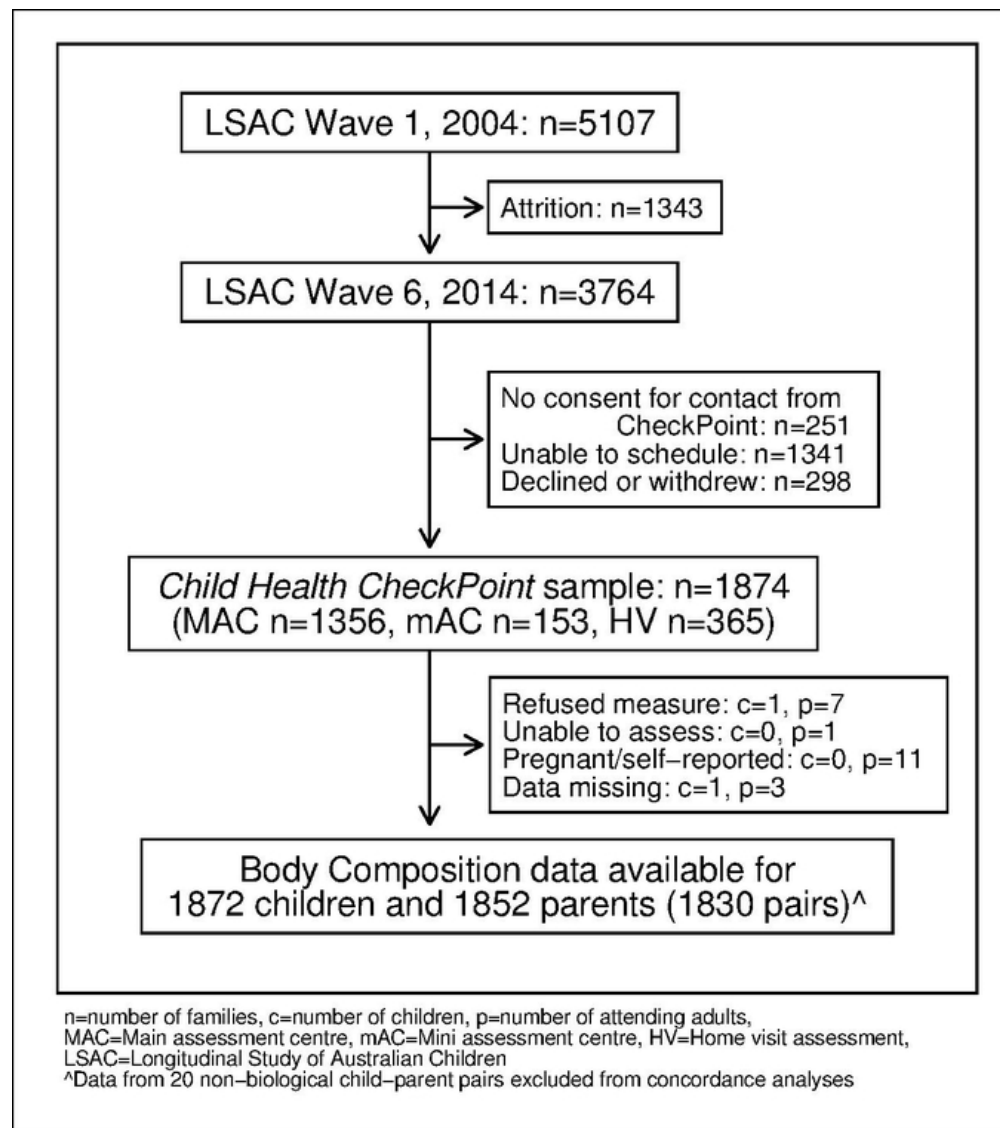 LSAC Wave 1, 2004: n=5107
Attrition: n=1343
LSAC Wave 6, 2014: n=3764
No consent for contact from
CheckPoint: n=251
Unable to schedule: n=1341
Declined or withdrew: n=298
Child Health CheckPoint sample: n=1874
(MAC n=1356, mAC n=153, HV n=365)
Refused measure: c=1, p=7
Unable to assess: c=0, p=1
Pregnant/self−reported: c=0, p=11
Data missing: c=1, p=3
Body Composition data available for
1872 children and 1852 parents (1830 pairs)^
n=number of families, c=number of children, p=number of attending adults,
MAC=Main assessment centre, mAC=Mini assessment centre, HV=Home visit assessment,
LSAC=Longitudinal Study of Australian Children
^Data from 20 non−biological child−parent pairs excluded from concordance analyses